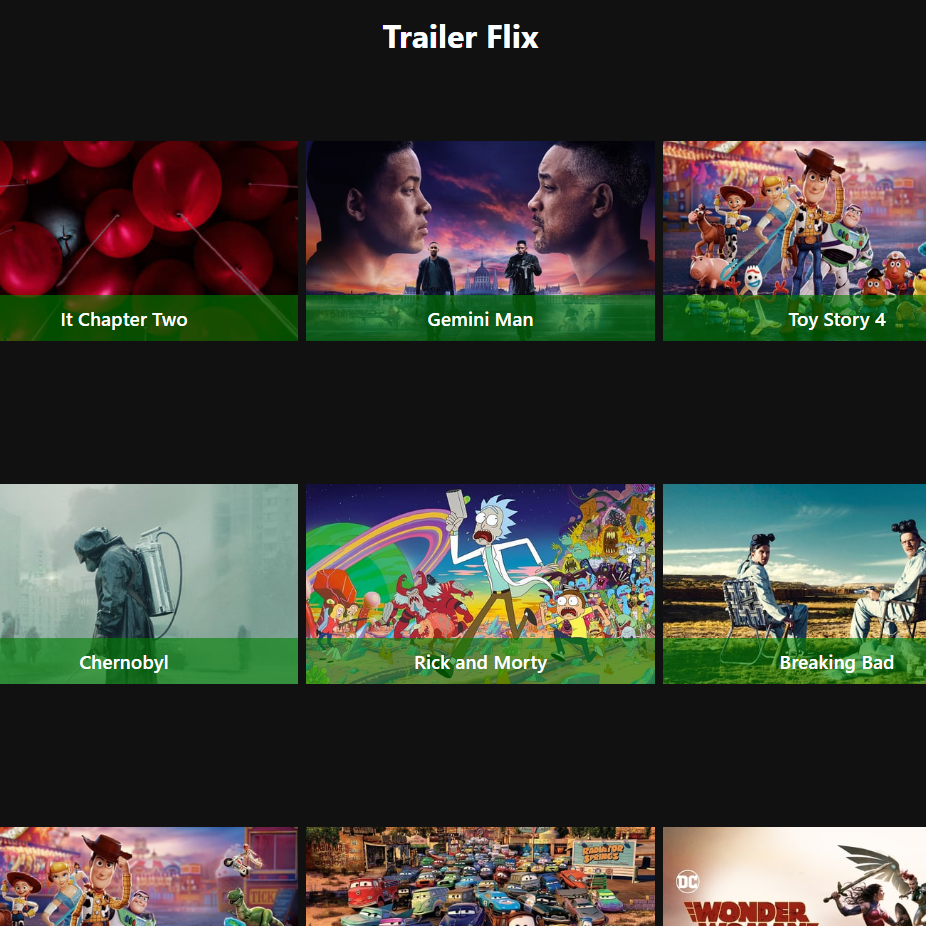 Trailer Flix
It Chapter Two
Gemini Man
Toy Story 4
Chernobyl
Rick and Morty
Breaking Bad
RADIATOR
SPRINGS
DC
WONDER
WOMAN